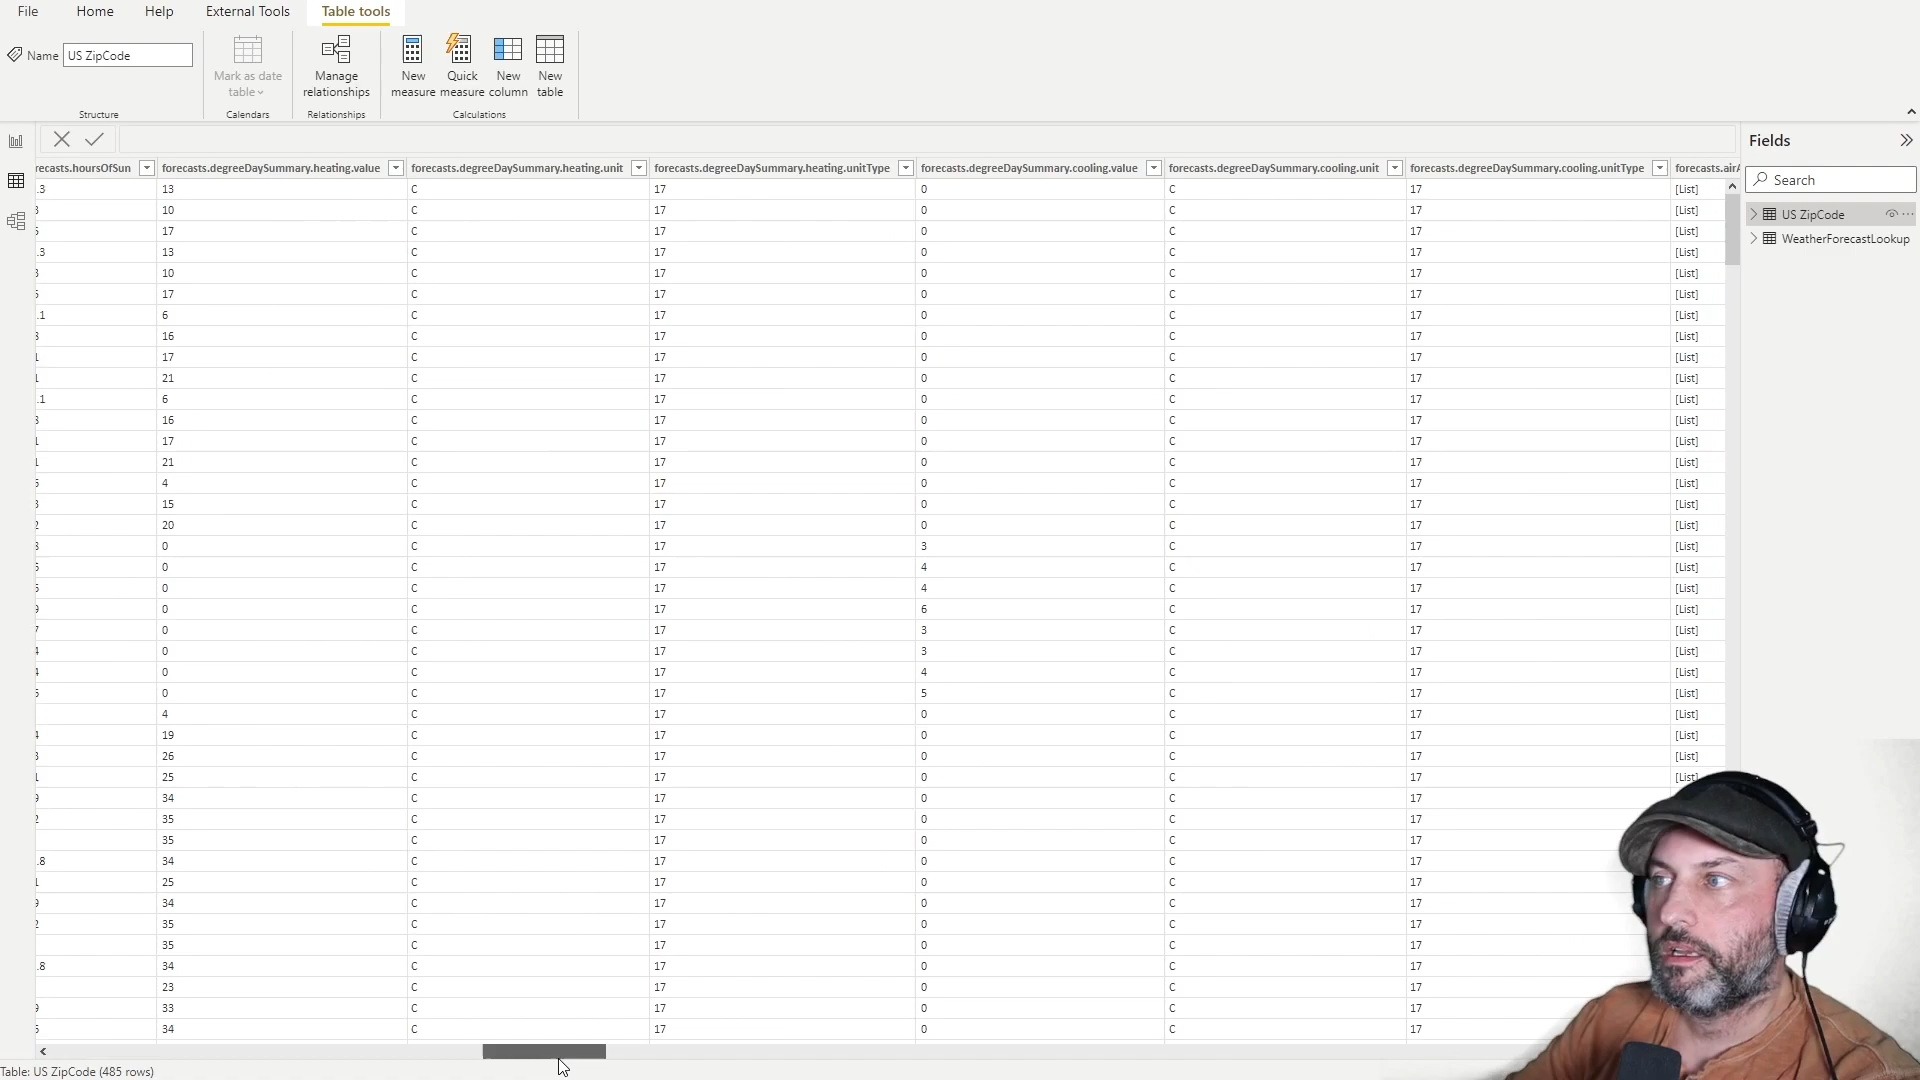 File Home Help External Tools Table tools
Name US ZipCode
Mark as date table
Manage relationships
New measure
Quick measure
New column
New table
Structure Calendars Relationships Calculations
Fields
Search
US ZipCode
WeatherForecastLookup
recasts.hoursOfSun forecasts.degreeDaySummary.heating.value forecasts.degreeDaySummary.heating.unit forecasts.degreeDaySummary.heating.unitType forecasts.degreeDaySummary.cooling.value forecasts.degreeDaySummary.cooling.unit forecasts.degreeDaySummary.cooling.unitType forecasts.airA
.3 13 C 17 0 C 17 [List]
10 C 17 0 C 17 [List]
17 C 17 0 C 17 [List]
.3 13 C 17 0 C 17 [List]
10 C 17 0 C 17 [List]
17 C 17 0 C 17 [List]
.1 6 C 17 0 C 17 [List]
16 C 17 0 C 17 [List]
17 C 17 0 C 17 [List]
21 C 17 0 C 17 [List]
.1 6 C 17 0 C 17 [List]
16 C 17 0 C 17 [List]
17 C 17 0 C 17 [List]
21 C 17 0 C 17 [List]
4 C 17 0 C 17 [List]
15 C 17 0 C 17 [List]
20 C 17 0 C 17 [List]
0 C 17 3 C 17 [List]
0 C 17 4 C 17 [List]
0 C 17 4 C 17 [List]
0 C 17 6 C 17 [List]
0 C 17 3 C 17 [List]
0 C 17 3 C 17 [List]
0 C 17 4 C 17 [List]
0 C 17 5 C 17 [List]
4 C 17 0 C 17 [List]
19 C 17 0 C 17 [List]
26 C 17 0 C 17 [List]
25 C 17 0 C 17 [List]
34 C 17 0 C 17
35 C 17 0 C 17
35 C 17 0 C 17
.8 34 C 17 0 C 17
25 C 17 0 C 17
34 C 17 0 C 17
35 C 17 0 C 17
35 C 17 0 C 17
.8 34 C 17 0 C 17
23 C 17 0 C 17
33 C 17 0 C 17
34 C 17 0 C 17
Table: US ZipCode (485 rows)